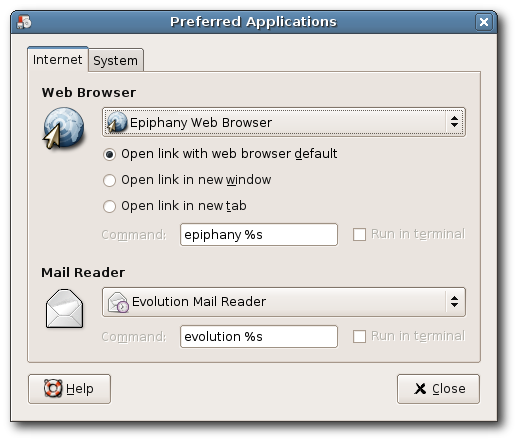 Preferred Applications
Internet System
Web Browser
Epiphany Web Browser
Open link with web browser default
Open link in new window
Open link in new tab
Command: epiphany %s Run in terminal
Mail Reader
Evolution Mail Reader
Command: evolution %s Run in terminal
Help Close